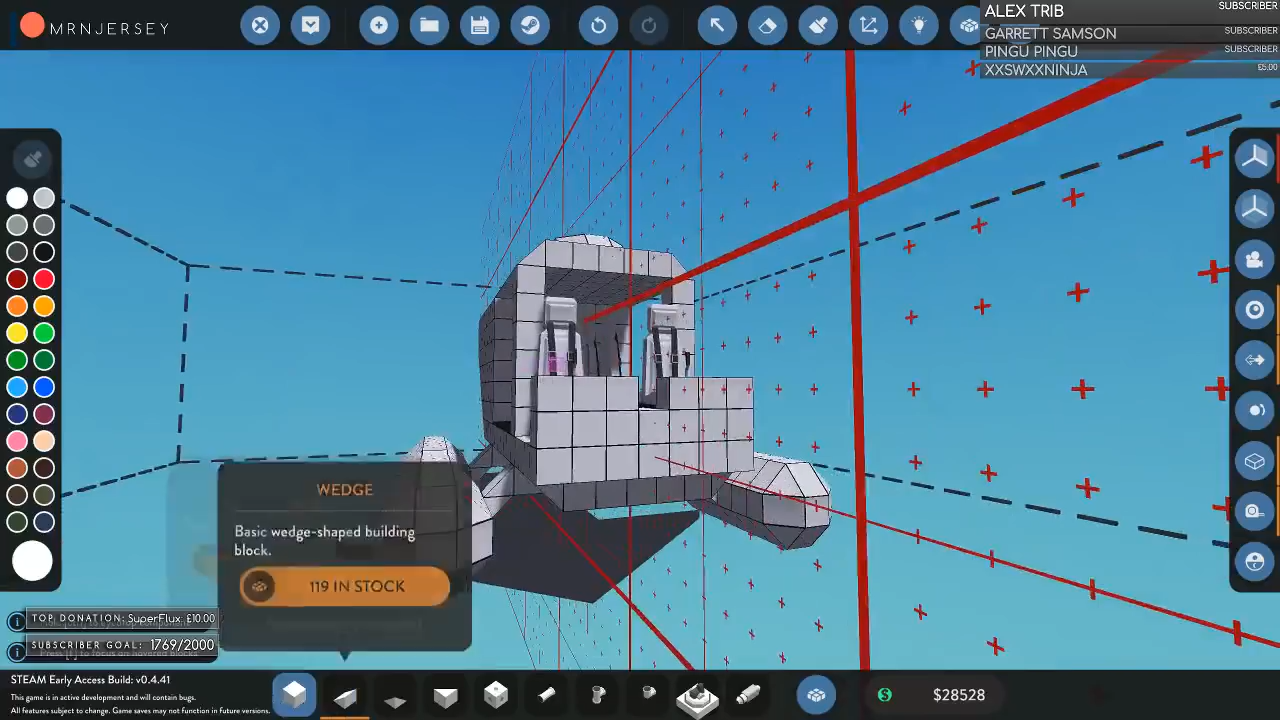 MRNJERSEY
ALEX TRIB SUBSCRIBER
GARRETT SAMSON SUBSCRIBER
PINGU PINGU SUBSCRIBER
XXSWXXNINJA £5.00
WEDGE
Basic wedge-shaped building
block.
119 IN STOCK
TOP DONATION: SuperFlux £10.00
SUBSCRIBER GOAL: 1769/2000
STEAM Early Access Build: v0.4.41
This game is in active development and will contain bugs.
All features subject to change. Game saves may not function in future versions.
$ $28528